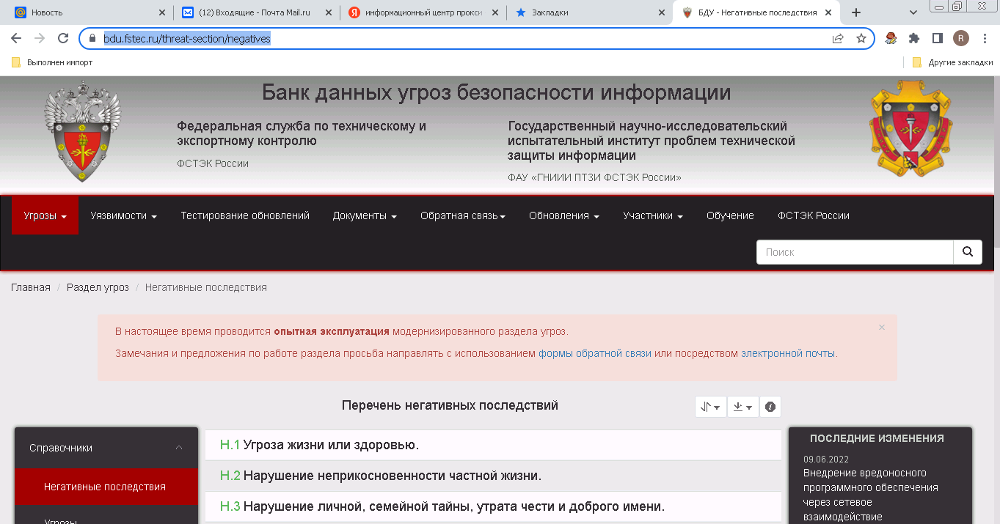 Новость
(12) Входящие - Почта Mail.ru
информационный центр прокси
Закладки
БДУ - Негативные последствия
bdu.fstec.ru/threat-section/negatives
R
Выполнен импорт
Другие закладки
Банк данных угроз безопасности информации
Федеральная служба по техническому и
экспортному контролю
ФСТЭК России
Государственный научно-исследовательский
испытательный институт проблем технической
защиты информации
ФАУ «ГНИИИ ПТЗИ ФСТЭК России»
Угрозы Уязвимости Тестирование обновлений Документы Обратная связь Обновления Участники Обучение ФСТЭК России
Поиск
Главная / Раздел угроз / Негативные последствия
В настоящее время проводится опытная эксплуатация модернизированного раздела угроз.
Замечания и предложения по работе раздела просьба направлять с использованием формы обратной связи или посредством электронной почты.
Перечень негативных последствий
Справочники
Негативные последствия
Угрозы
Н.1 Угроза жизни или здоровью.
Н.2 Нарушение неприкосновенности частной жизни.
Н.3 Нарушение личной, семейной тайны, утрата чести и доброго имени.
ПОСЛЕДНИЕ ИЗМЕНЕНИЯ
09.06.2022
Внедрение вредоносного
программного обеспечения
через сетевое
взаимодействие